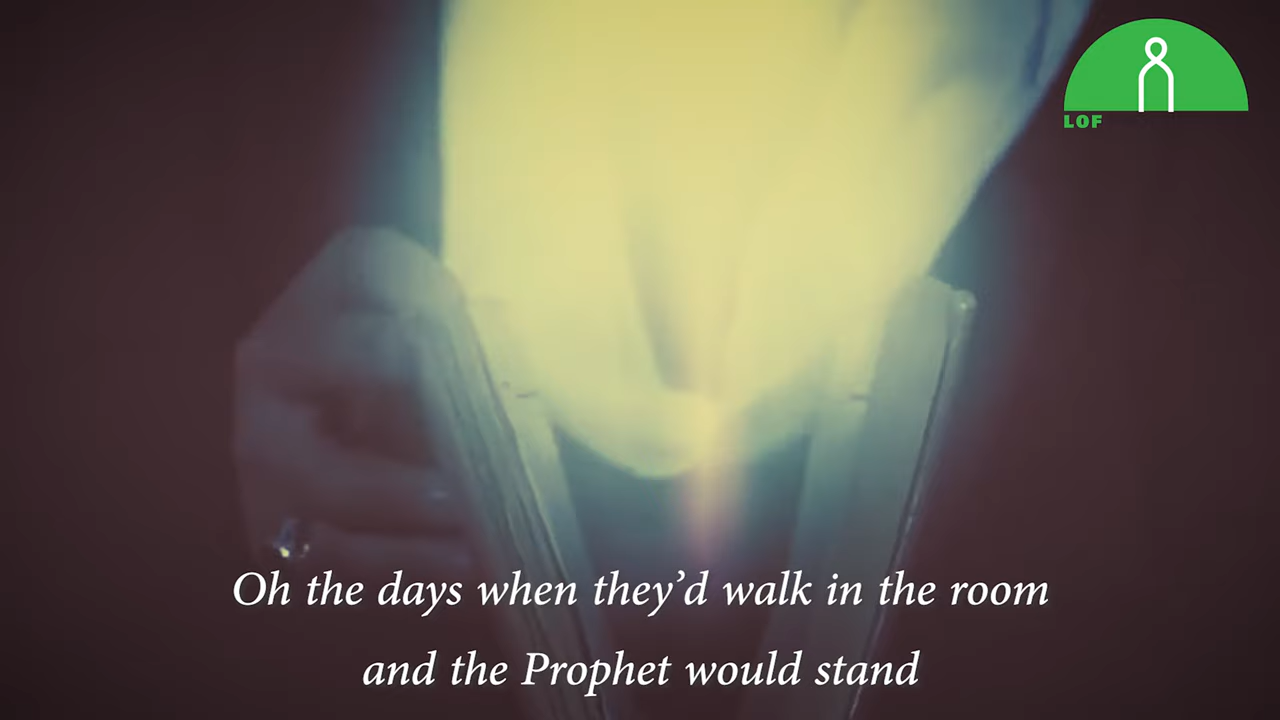 LOF
Oh the days when they’d walk in the room
and the Prophet would stand